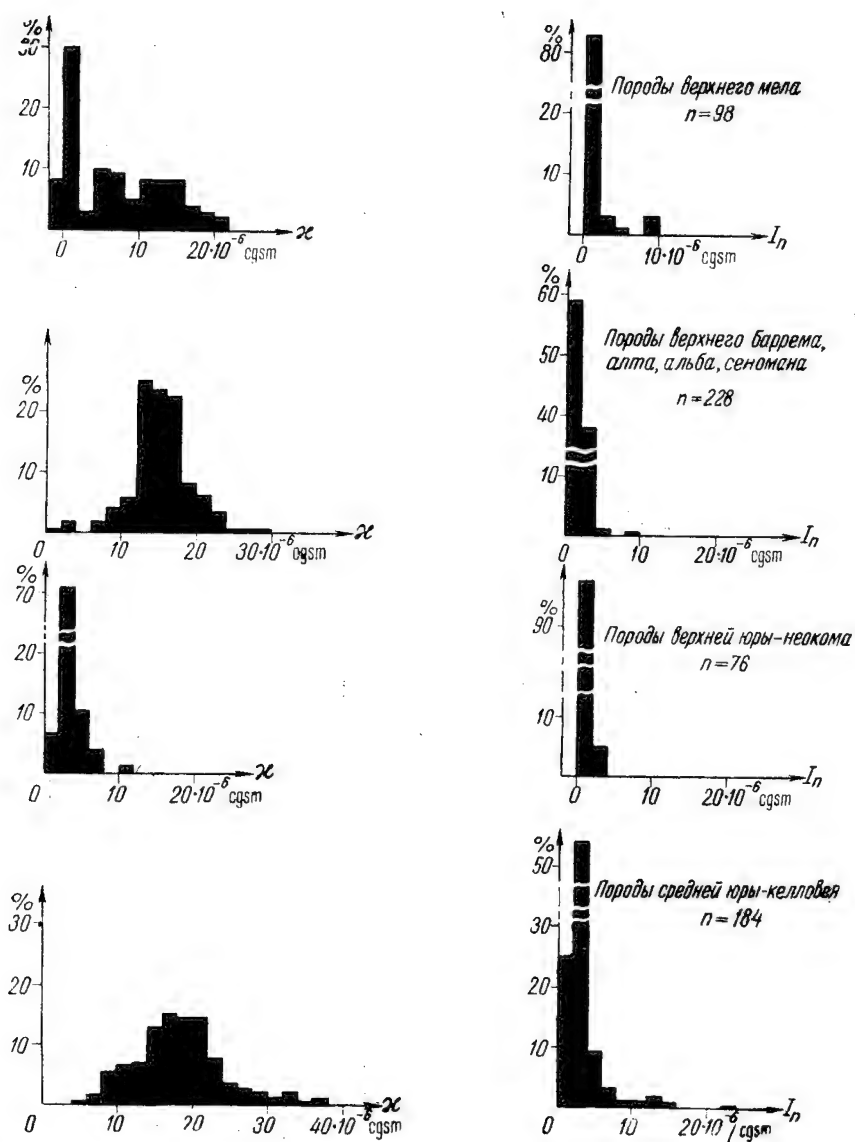 %
30
20
10
0
10
20·10⁻⁶ cgsm
ϰ
%
80
20
10
0
10·10⁻⁶ cgsm
Iₙ
Породы верхнего мела
n=98
%
20
10
0
10
20
30·10⁻⁶ cgsm
ϰ
%
60
50
40
10
0
10
20·10⁻⁶ cgsm
Iₙ
Породы верхнего баррема,
апта, альба, сеномана
n=228
%
70
20
10
0
10
20·10⁻⁶ cgsm
ϰ
%
90
10
0
10
20·10⁻⁶ cgsm
Iₙ
Породы верхней юры-неокома
n=76
%
30
20
10
0
10
20
30
40·10⁻⁶ cgsm
ϰ
%
50
30
20
10
0
10
20·10⁻⁶ cgsm
Iₙ
Породы средней юры-келловея
n=184